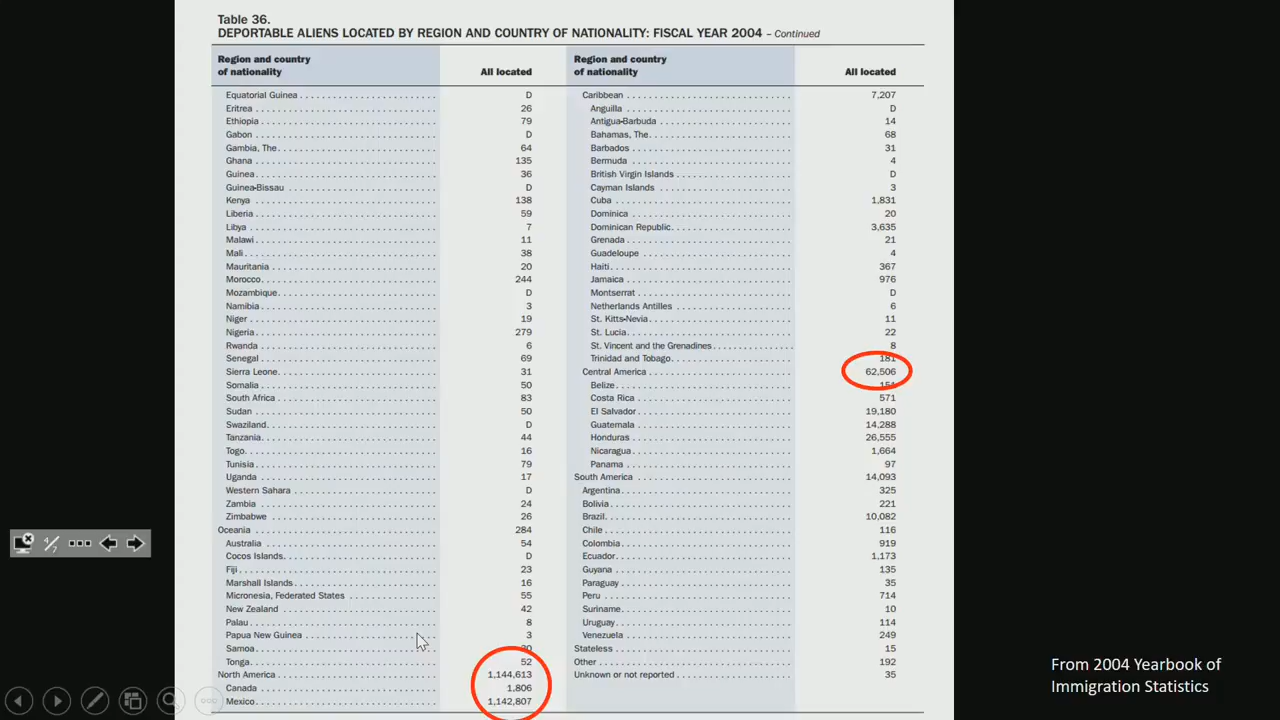 Table 36.
DEPORTABLE ALIENS LOCATED BY REGION AND COUNTRY OF NATIONALITY: FISCAL YEAR 2004 – Continued
Region and country
of nationality
All located
Equatorial Guinea D
Eritrea 26
Ethiopia 79
Gabon D
Gambia, The 64
Ghana 135
Guinea 36
Guinea-Bissau D
Kenya 138
Liberia 59
Libya 7
Malawi 11
Mali 38
Mauritania 20
Morocco 244
Mozambique D
Namibia 3
Niger 19
Nigeria 279
Rwanda 6
Senegal 69
Sierra Leone 31
Somalia 50
South Africa 83
Sudan 50
Swaziland D
Tanzania 44
Togo 16
Tunisia 79
Uganda 17
Western Sahara D
Zambia 24
Zimbabwe 26
Oceania 284
Australia 54
Cocos Islands D
Fiji 23
Marshall Islands 16
Micronesia, Federated States 55
New Zealand 42
Palau 8
Papua New Guinea 3
Samoa 30
Tonga 52
North America 1,144,613
Canada 1,806
Mexico 1,142,807
Region and country
of nationality
All located
Caribbean 7,207
Anguilla D
Antigua-Barbuda 14
Bahamas, The 68
Barbados 31
Bermuda 4
British Virgin Islands D
Cayman Islands 3
Cuba 1,831
Dominica 20
Dominican Republic 3,635
Grenada 21
Guadeloupe 4
Haiti 367
Jamaica 976
Montserrat D
Netherlands Antilles 6
St. Kitts-Nevia 11
St. Lucia 22
St. Vincent and the Grenadines 8
Trinidad and Tobago 181
Central America 62,506
Belize 151
Costa Rica 571
El Salvador 19,180
Guatemala 14,288
Honduras 26,555
Nicaragua 1,664
Panama 97
South America 14,093
Argentina 325
Bolivia 221
Brazil 10,082
Chile 116
Colombia 919
Ecuador 1,173
Guyana 135
Paraguay 35
Peru 714
Suriname 10
Uruguay 114
Venezuela 249
Stateless 15
Other 192
Unknown or not reported 35
4/7
From 2004 Yearbook of
Immigration Statistics